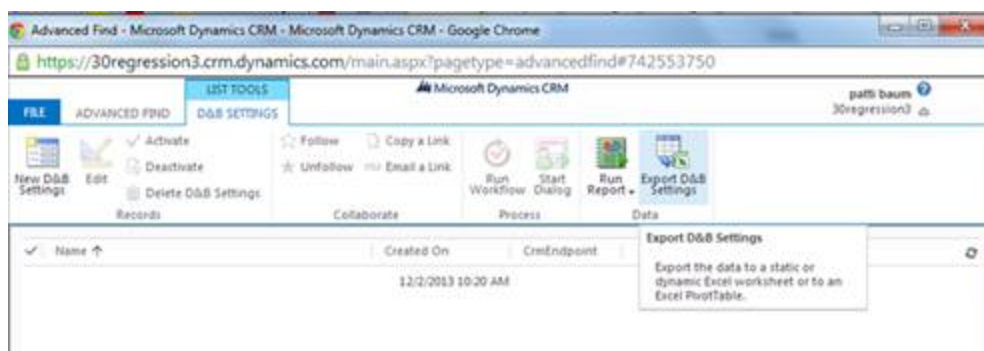 Advanced Find - Microsoft Dynamics CRM - Microsoft Dynamics CRM - Google Chrome
https://30regression3.crm.dynamics.com/main.aspx?pagetype=advancedfind#742553750
LIST TOOLS Microsoft Dynamics CRM patti baum
FILE ADVANCED FIND D&B SETTINGS 30regression3
Activate Follow Copy a Link
New D&B Settings Edit Deactivate Unfollow Email a Link Run Workflow Start Dialog Run Report Export D&B Settings
Delete D&B Settings
Records Collaborate Process Data
Name Created On CrmEndpoint
12/2/2013 10:20 AM
Export D&B Settings
Export the data to a static or
dynamic Excel worksheet or to an
Excel PivotTable.